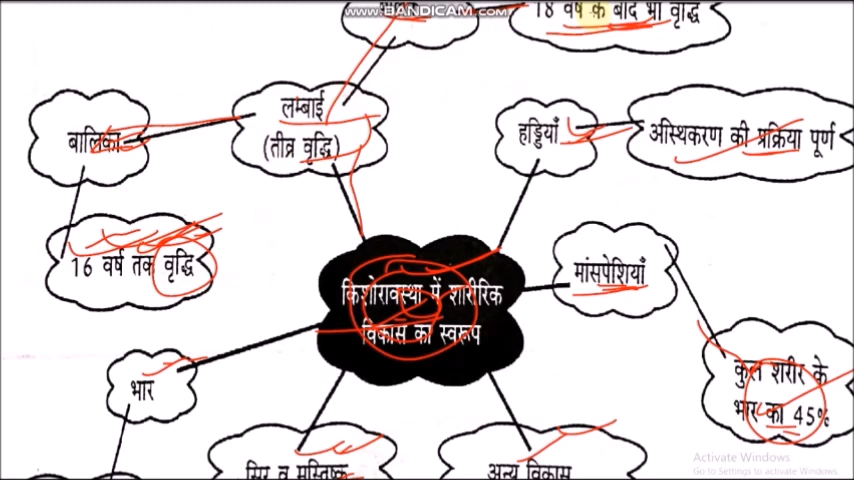 www.BANDICAM.com
18 वर्ष के बाद भी वृद्धि
लम्बाई
(तीव्र वृद्धि)
बालिका
16 वर्ष तक वृद्धि
हड्डियाँ
अस्थिकरण की प्रक्रिया पूर्ण
मांसपेशियाँ
कुल शरीर के
भार का 45%
किशोरावस्था में शारीरिक
विकास का स्वरूप
भार
सिर व मस्तिष्क
अन्य विकास
Activate Windows
Go to Settings to activate Windows.